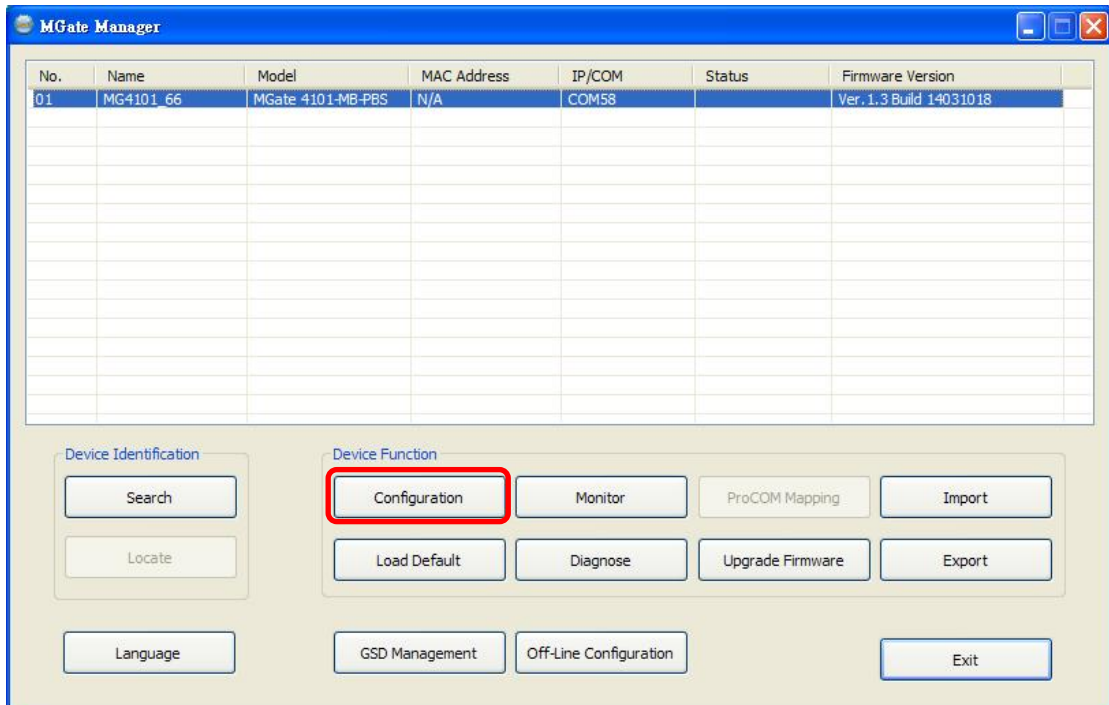 MGate Manager
No. Name Model MAC Address IP/COM Status Firmware Version
01 MG4101_66 MGate 4101-MB-PBS N/A COM58 Ver. 1.3 Build 14031018
Device Identification Device Function
Search Configuration Monitor ProCOM Mapping Import
Locate Load Default Diagnose Upgrade Firmware Export
Language GSD Management Off-Line Configuration Exit